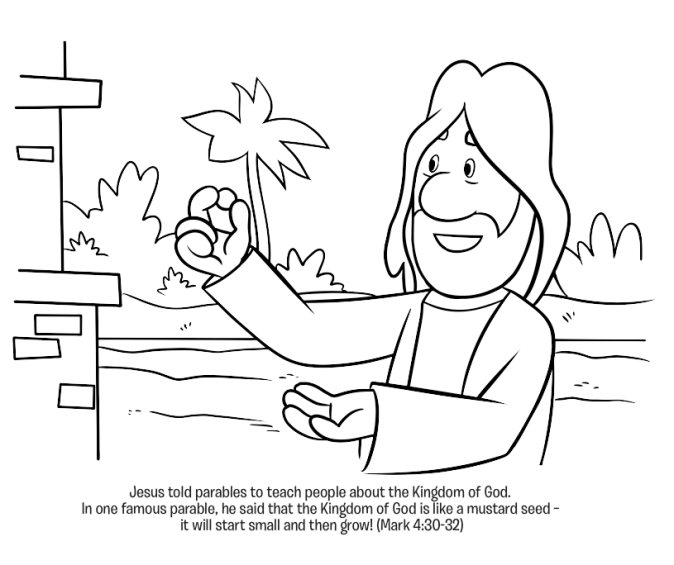 Jesus told parables to teach people about the Kingdom of God.
In one famous parable, he said that the Kingdom of God is like a mustard seed -
it will start small and then grow! (Mark 4:30-32)